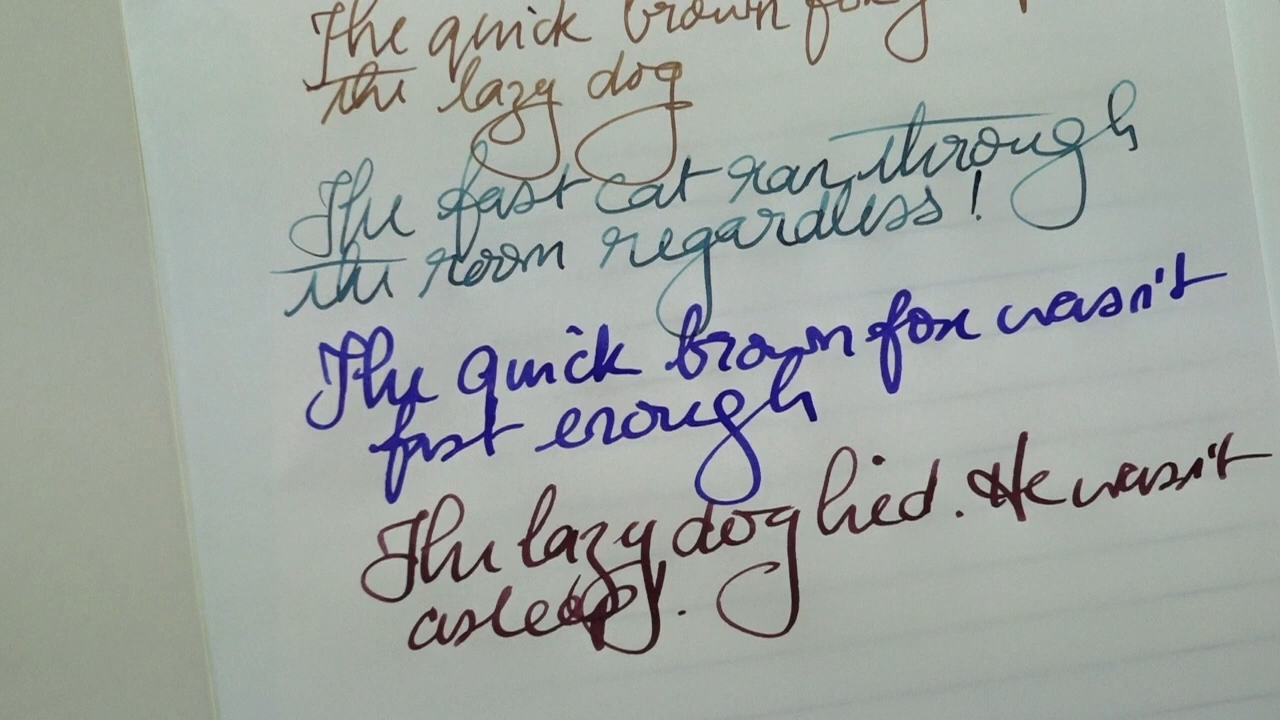 The quick brown fox
the lazy dog
The fast cat ran through
the room regardless!
The quick brown fox wasn't
fast enough
The lazy dog lied. He wasn't
asleep.